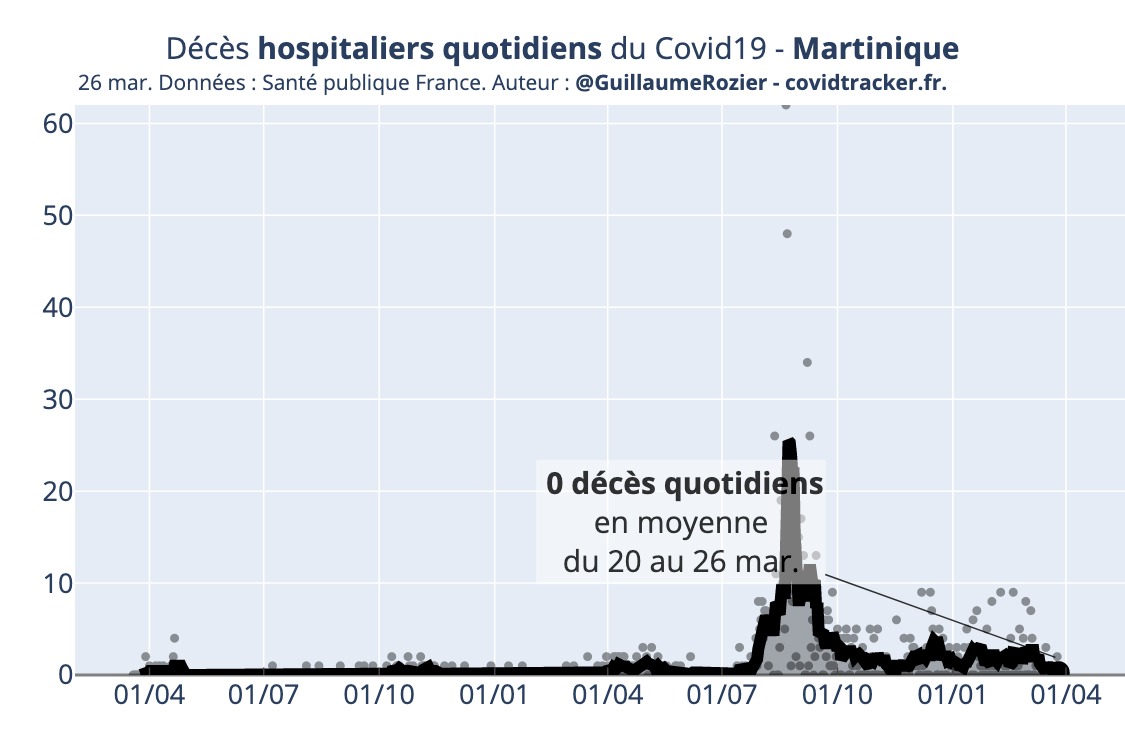 Décès hospitaliers quotidiens du Covid19 - Martinique
26 mar. Données : Santé publique France. Auteur : @GuillaumeRozier - covidtracker.fr.
60
50
40
30
20
10
0
0 décès quotidiens
en moyenne
du 20 au 26 mar.
01/04 01/07 01/10 01/01 01/04 01/07 01/10 01/01 01/04